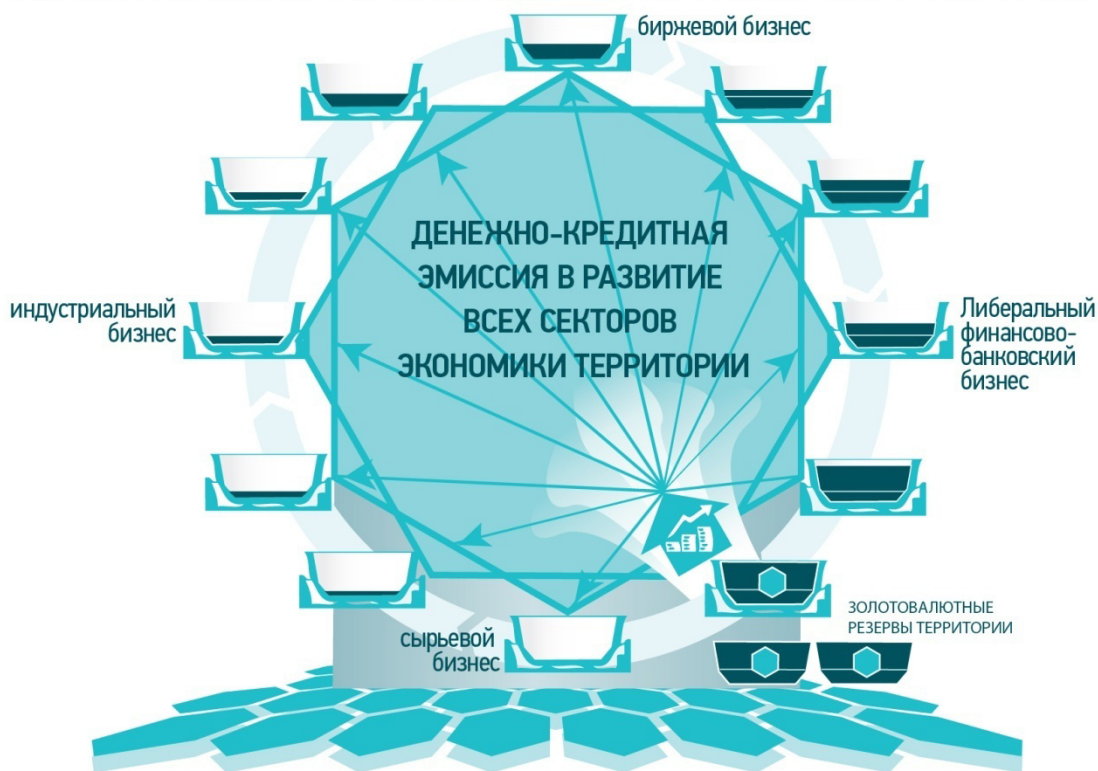 биржевой бизнес
ДЕНЕЖНО-КРЕДИТНАЯ
ЭМИССИЯ В РАЗВИТИЕ
ВСЕХ СЕКТОРОВ
ЭКОНОМИКИ ТЕРРИТОРИИ
индустриальный
бизнес
Либеральный
финансово-
банковский
бизнес
ЗОЛОТОВАЛЮТНЫЕ
РЕЗЕРВЫ ТЕРРИТОРИИ
сырьевой
бизнес